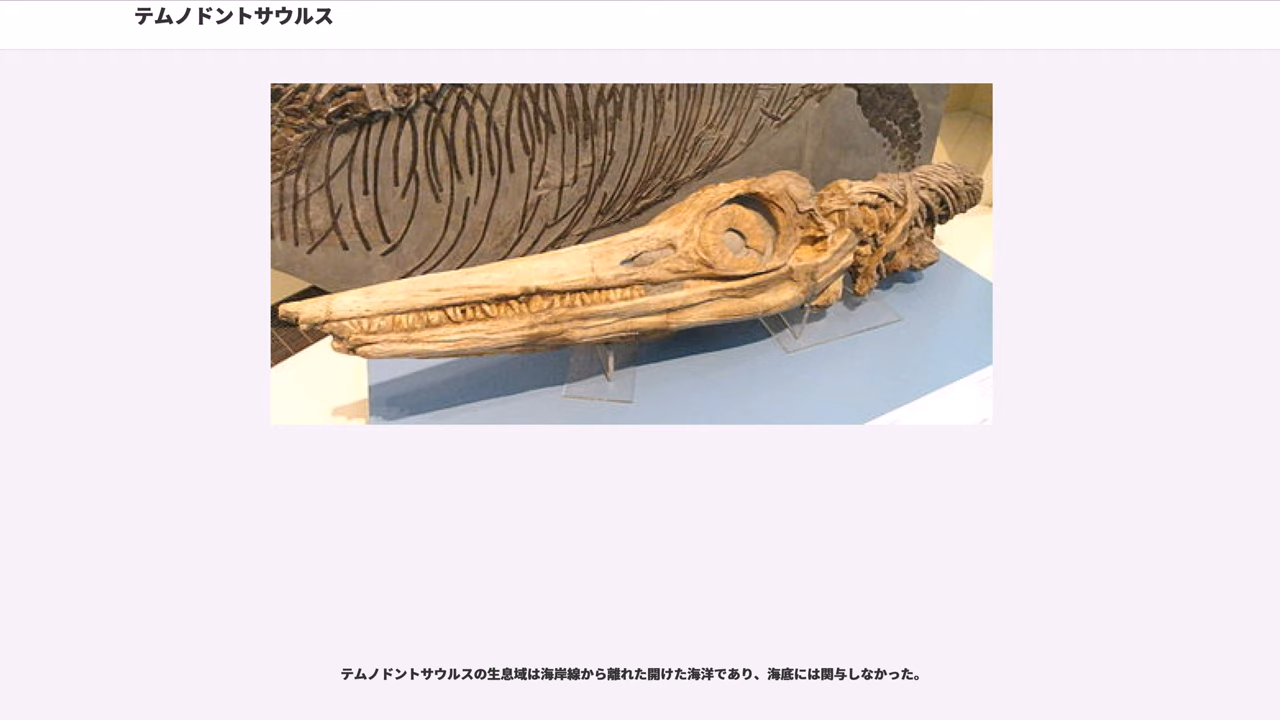 テムノドントサウルス
テムノドントサウルスの生息域は海岸線から離れた開けた海洋であり、海底には関与しなかった。